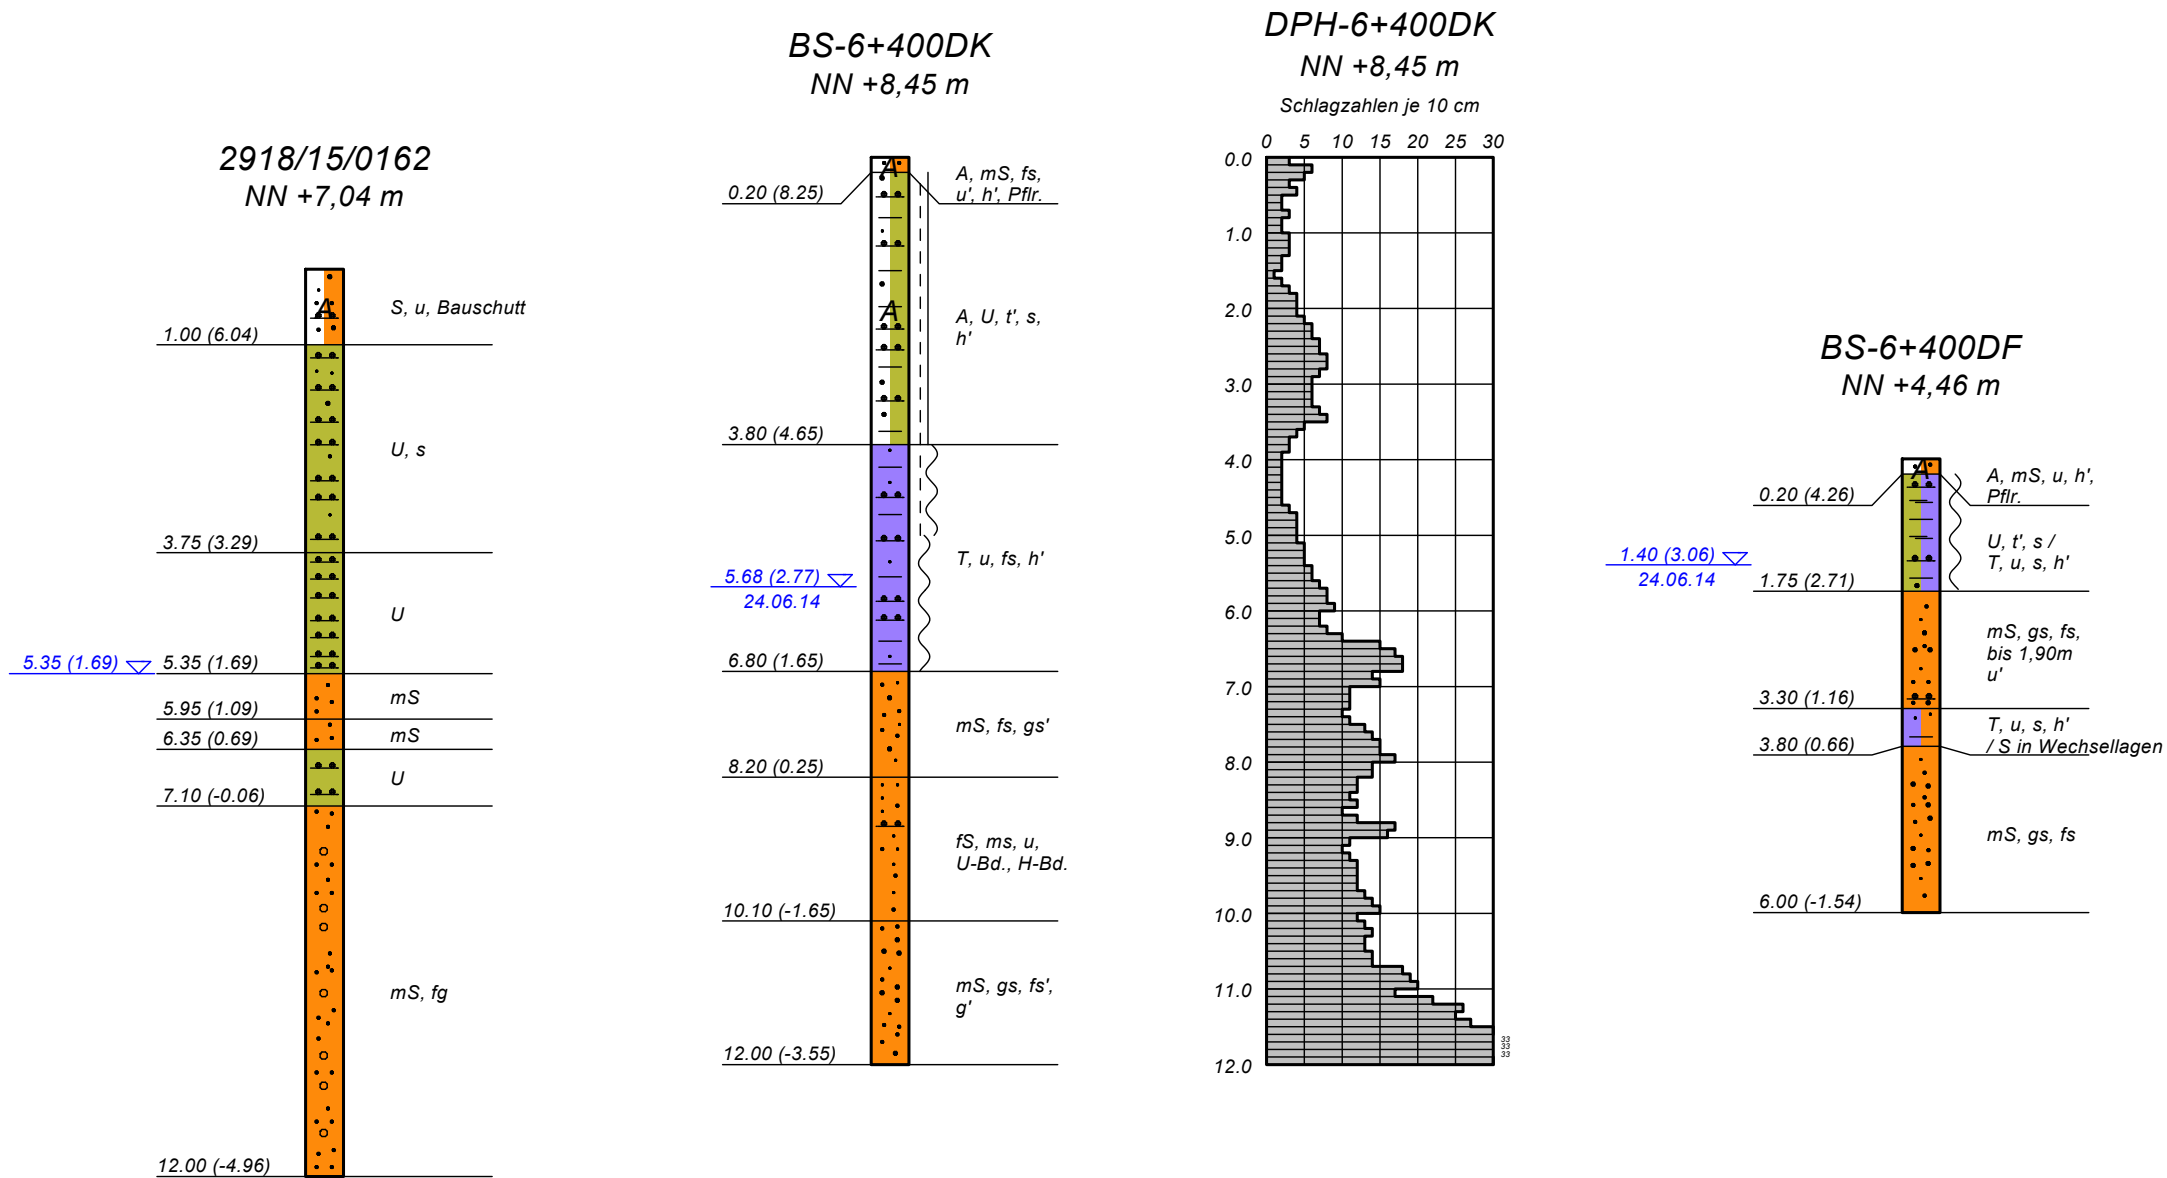 2918/15/0162
NN +7,04 m
A
S, u, Bauschutt
1.00 (6.04)
U, s
3.75 (3.29)
U
5.35 (1.69)
5.35 (1.69)
mS
5.95 (1.09)
mS
6.35 (0.69)
U
7.10 (-0.06)
mS, fg
12.00 (-4.96)
BS-6+400DK
NN +8,45 m
A
A, mS, fs,
u', h', Pflr.
0.20 (8.25)
A
A, U, t', s,
h'
3.80 (4.65)
T, u, fs, h'
5.68 (2.77)
24.06.14
6.80 (1.65)
mS, fs, gs'
8.20 (0.25)
fS, ms, u,
U-Bd., H-Bd.
10.10 (-1.65)
mS, gs, fs',
g'
12.00 (-3.55)
DPH-6+400DK
NN +8,45 m
Schlagzahlen je 10 cm
0 5 10 15 20 25 30
0.0
1.0
2.0
3.0
4.0
5.0
6.0
7.0
8.0
9.0
10.0
11.0
33
33
33
12.0
BS-6+400DF
NN +4,46 m
A
A, mS, u, h',
Pflr.
0.20 (4.26)
U, t', s /
T, u, s, h'
1.40 (3.06)
24.06.14
1.75 (2.71)
mS, gs, fs,
bis 1,90m
u'
3.30 (1.16)
T, u, s, h'
/ S in Wechsellagen
3.80 (0.66)
mS, gs, fs
6.00 (-1.54)